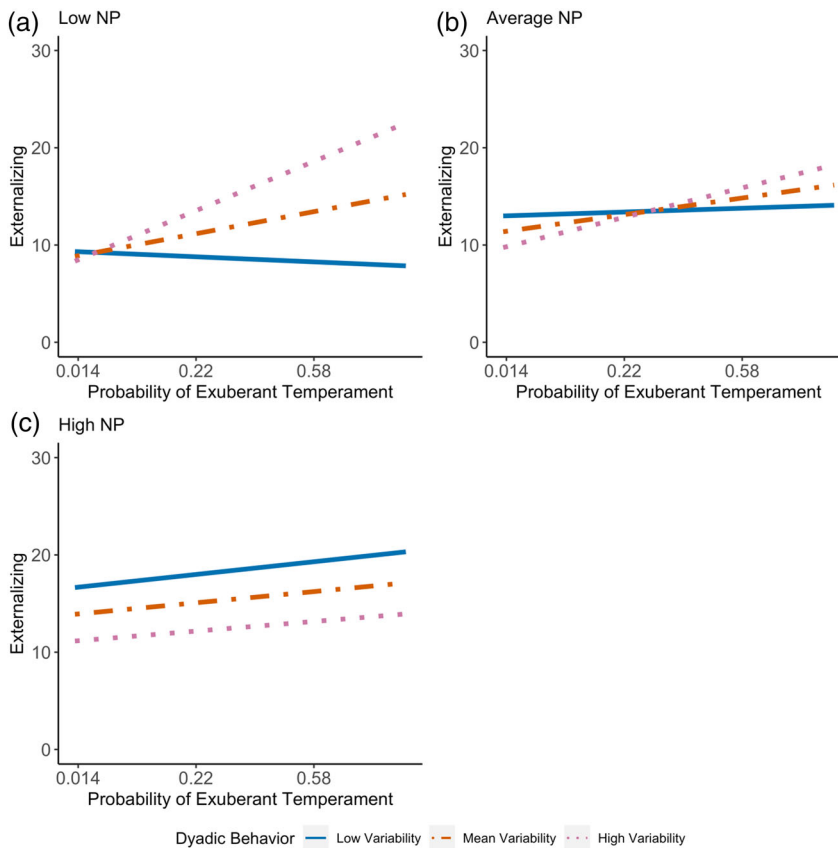 (a) Low NP
30
20
10
0
Externalizing
0.014 0.22 0.58
Probability of Exuberant Temperament
(b) Average NP
30
20
10
0
Externalizing
0.014 0.22 0.58
Probability of Exuberant Temperament
(c) High NP
30
20
10
0
Externalizing
0.014 0.22 0.58
Probability of Exuberant Temperament
Dyadic Behavior Low Variability Mean Variability High Variability